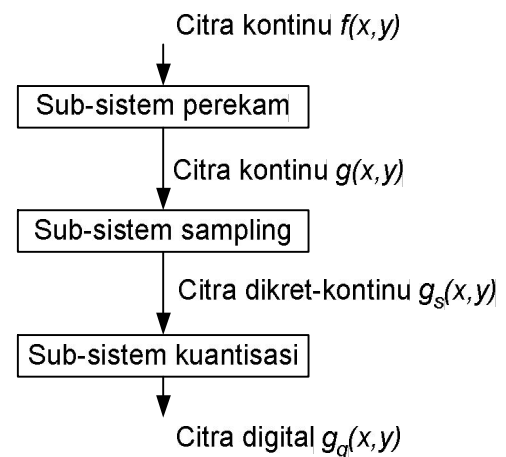 Citra kontinu f(x,y)
Sub-sistem perekam
Citra kontinu g(x,y)
Sub-sistem sampling
Citra dikret-kontinu gs(x,y)
Sub-sistem kuantisasi
Citra digital gq(x,y)